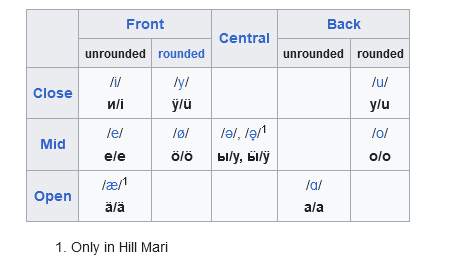 Front Central Back
unrounded rounded unrounded rounded
Close /i/ /y/ /u/
и/i ӱ/ü у/u
Mid /e/ /ø/ /ə/, /ə̟/1 /o/
е/e ӧ/ö ы/y, ӹ/ÿ о/o
Open /æ/1 /ɑ/
ӓ/ä а/a
1. Only in Hill Mari